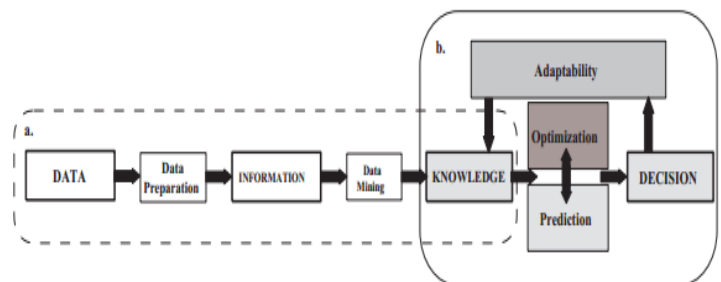 b.
Adaptability
a.
DATA
Data
Preparation
INFORMATION
Data
Mining
KNOWLEDGE
Optimization
Prediction
DECISION